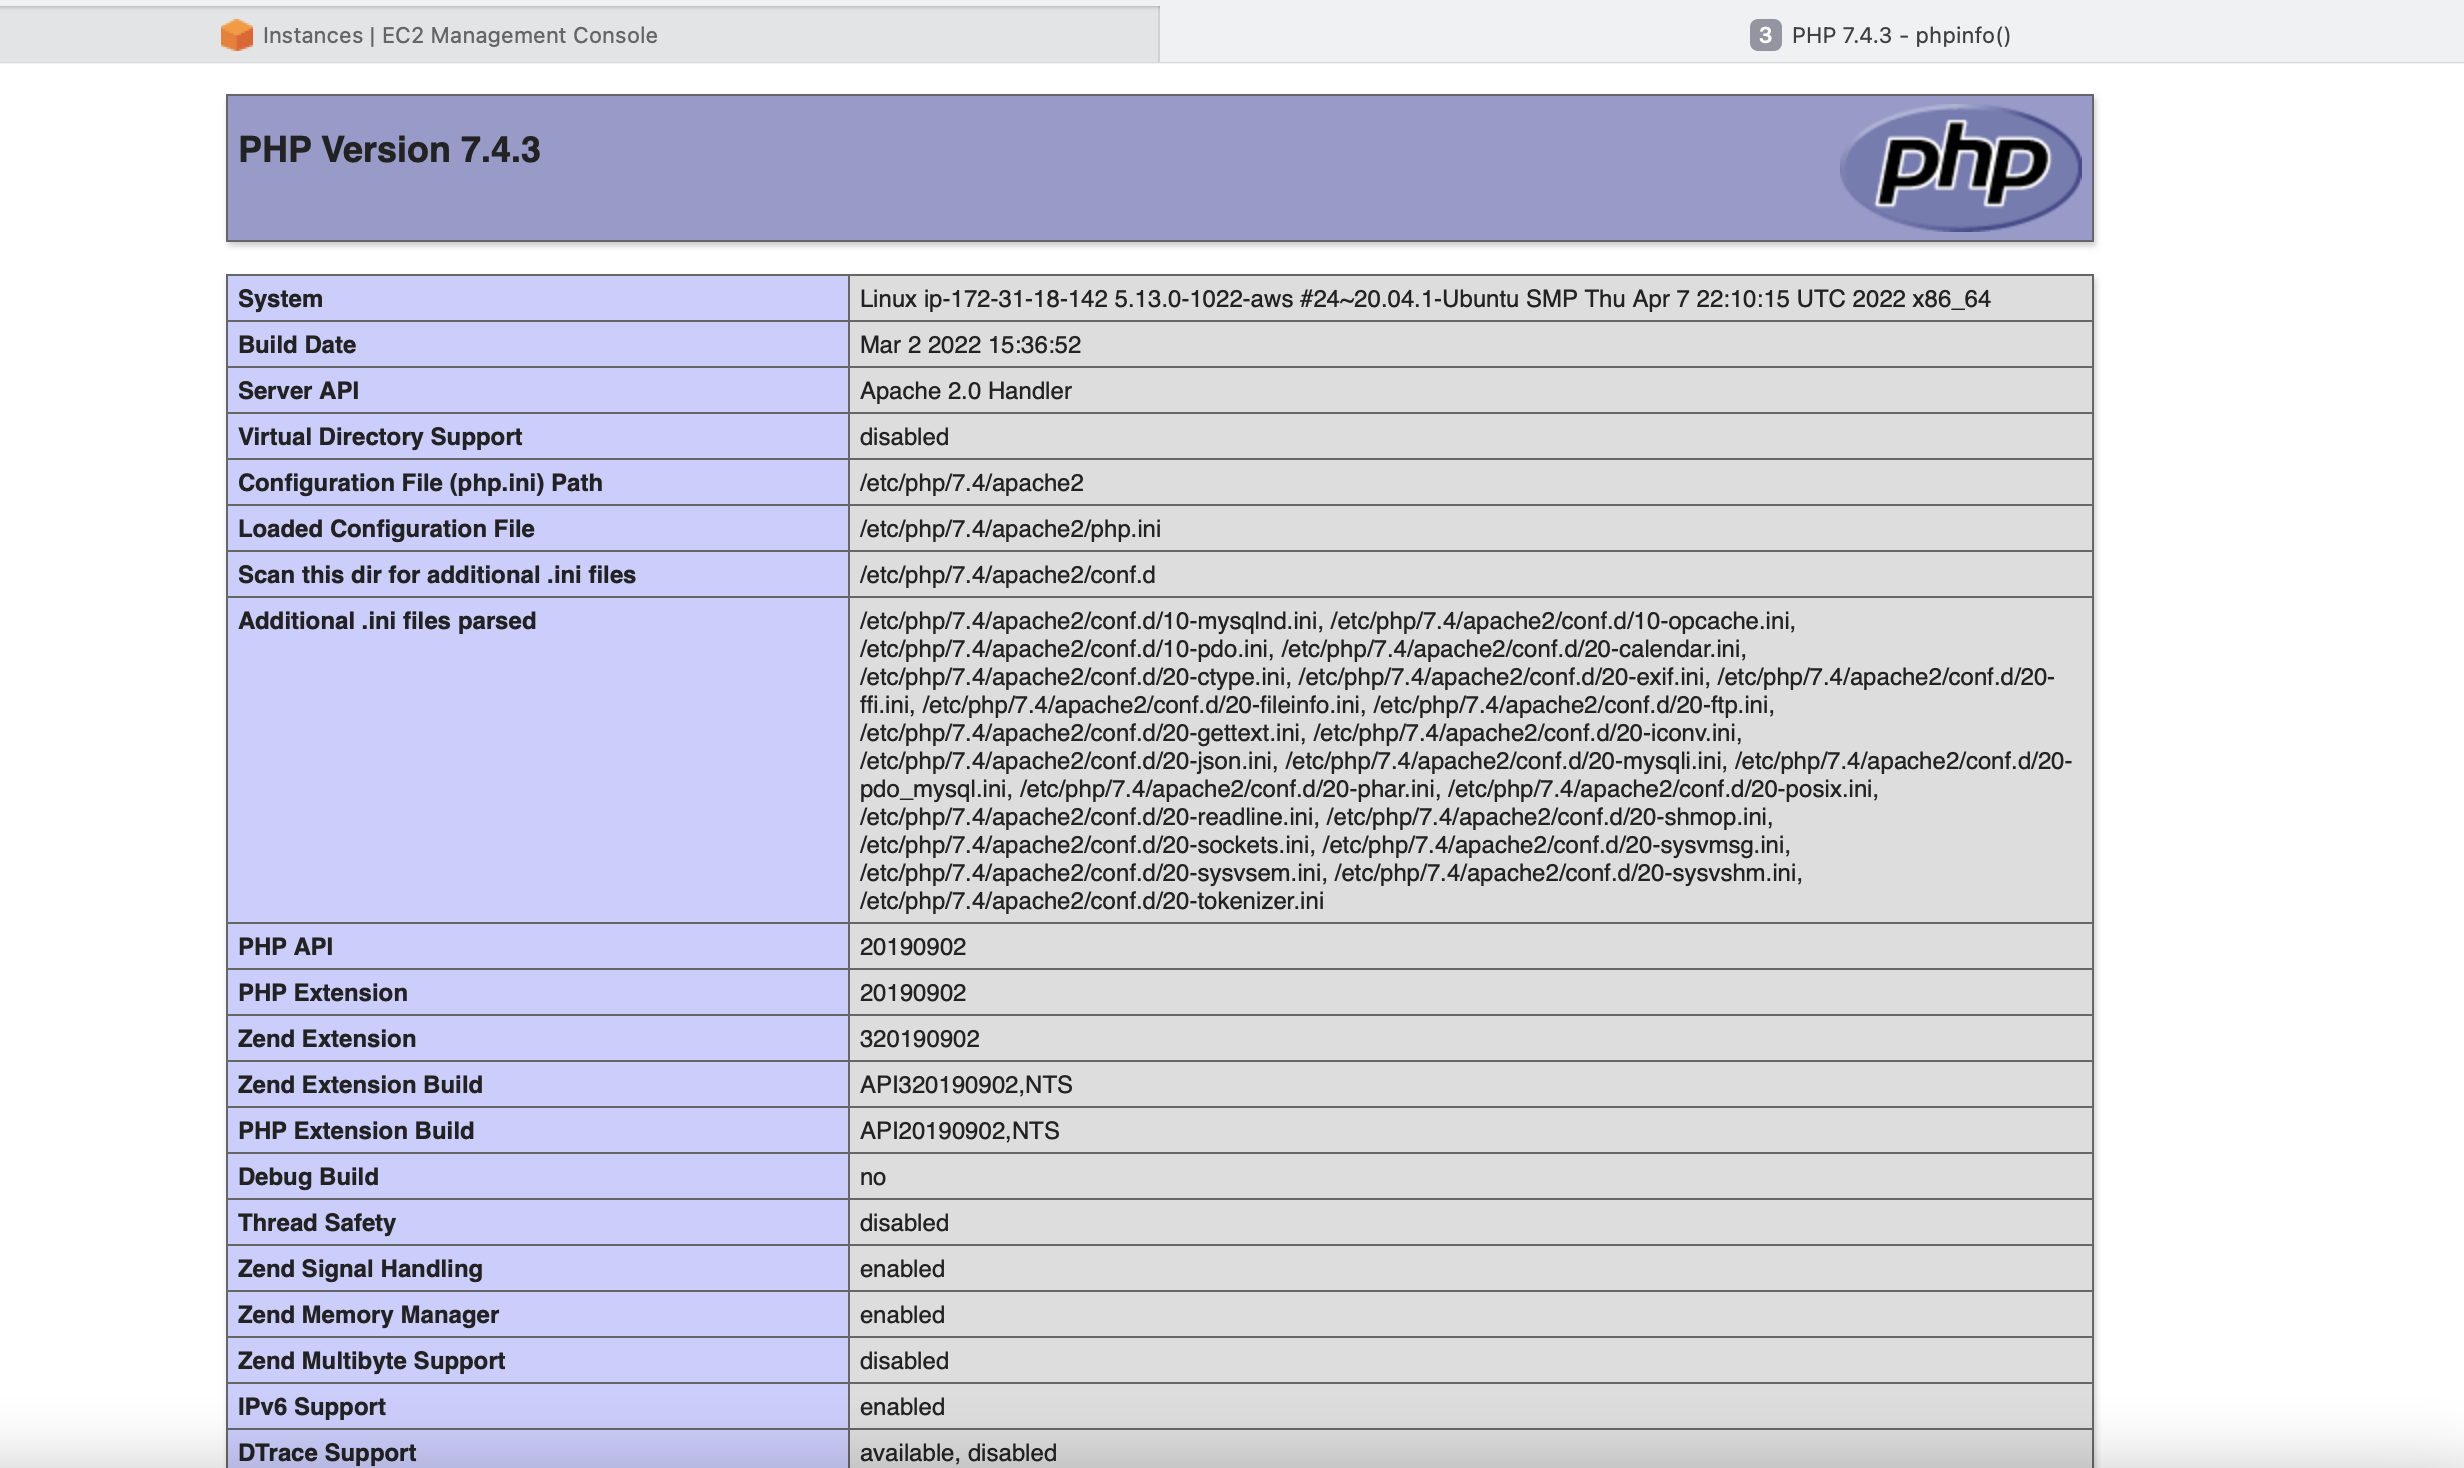 Instances | EC2 Management Console
3 PHP 7.4.3 - phpinfo()
PHP Version 7.4.3
php
System Linux ip-172-31-18-142 5.13.0-1022-aws #24~20.04.1-Ubuntu SMP Thu Apr 7 22:10:15 UTC 2022 x86_64
Build Date Mar 2 2022 15:36:52
Server API Apache 2.0 Handler
Virtual Directory Support disabled
Configuration File (php.ini) Path /etc/php/7.4/apache2
Loaded Configuration File /etc/php/7.4/apache2/php.ini
Scan this dir for additional .ini files /etc/php/7.4/apache2/conf.d
Additional .ini files parsed /etc/php/7.4/apache2/conf.d/10-mysqlnd.ini, /etc/php/7.4/apache2/conf.d/10-opcache.ini,
/etc/php/7.4/apache2/conf.d/10-pdo.ini, /etc/php/7.4/apache2/conf.d/20-calendar.ini,
/etc/php/7.4/apache2/conf.d/20-ctype.ini, /etc/php/7.4/apache2/conf.d/20-exif.ini, /etc/php/7.4/apache2/conf.d/20-
ffi.ini, /etc/php/7.4/apache2/conf.d/20-fileinfo.ini, /etc/php/7.4/apache2/conf.d/20-ftp.ini,
/etc/php/7.4/apache2/conf.d/20-gettext.ini, /etc/php/7.4/apache2/conf.d/20-iconv.ini,
/etc/php/7.4/apache2/conf.d/20-json.ini, /etc/php/7.4/apache2/conf.d/20-mysqli.ini, /etc/php/7.4/apache2/conf.d/20-
pdo_mysql.ini, /etc/php/7.4/apache2/conf.d/20-phar.ini, /etc/php/7.4/apache2/conf.d/20-posix.ini,
/etc/php/7.4/apache2/conf.d/20-readline.ini, /etc/php/7.4/apache2/conf.d/20-shmop.ini,
/etc/php/7.4/apache2/conf.d/20-sockets.ini, /etc/php/7.4/apache2/conf.d/20-sysvmsg.ini,
/etc/php/7.4/apache2/conf.d/20-sysvsem.ini, /etc/php/7.4/apache2/conf.d/20-sysvshm.ini,
/etc/php/7.4/apache2/conf.d/20-tokenizer.ini
PHP API 20190902
PHP Extension 20190902
Zend Extension 320190902
Zend Extension Build API320190902,NTS
PHP Extension Build API20190902,NTS
Debug Build no
Thread Safety disabled
Zend Signal Handling enabled
Zend Memory Manager enabled
Zend Multibyte Support disabled
IPv6 Support enabled
DTrace Support available, disabled